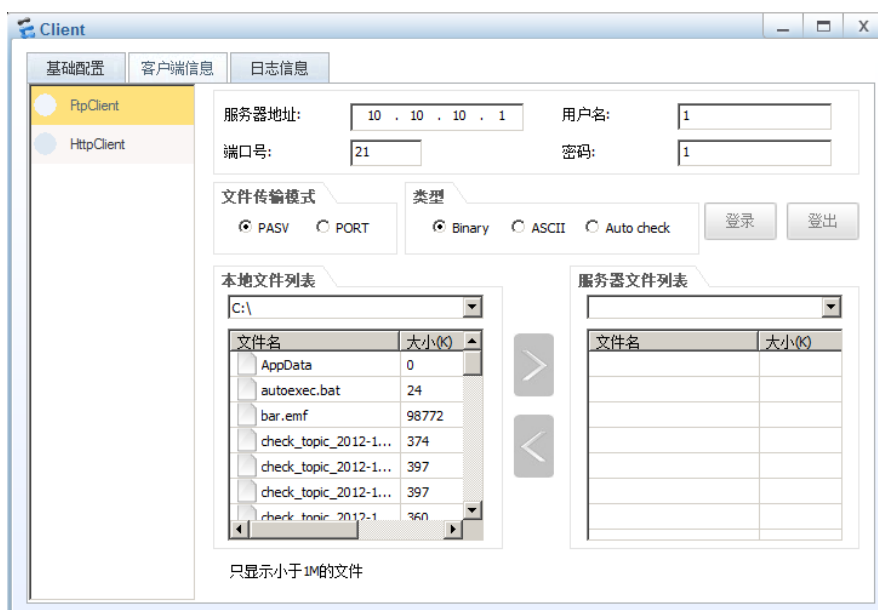 Client
基础配置 客户端信息 日志信息
FtpClient
HttpClient
服务器地址: 10 . 10 . 10 . 1 用户名: 1
端口号: 21 密码: 1
文件传输模式 类型
PASV PORT Binary ASCII Auto check 登录 登出
本地文件列表 服务器文件列表
C:\
文件名 大小(K) 文件名 大小(K)
AppData 0
autoexec.bat 24
bar.emf 98772
check_topic_2012-1... 374
check_topic_2012-1... 397
check_topic_2012-1... 397
check_topic_2012-1 360
只显示小于1M的文件